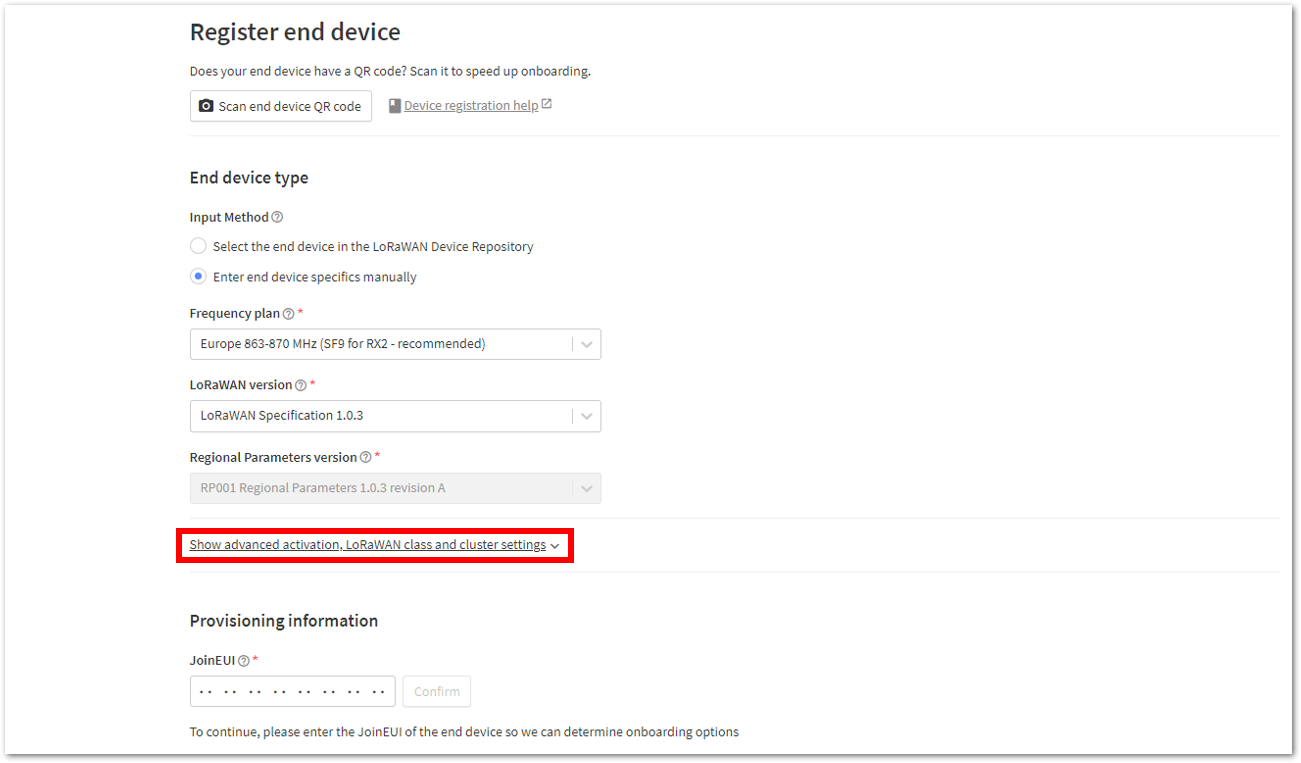 Register end device
Does your end device have a QR code? Scan it to speed up onboarding.
Scan end device QR code Device registration help
End device type
Input Method
Select the end device in the LoRaWAN Device Repository
Enter end device specifics manually
Frequency plan *
Europe 863-870 MHz (SF9 for RX2 - recommended)
LoRaWAN version *
LoRaWAN Specification 1.0.3
Regional Parameters version *
RP001 Regional Parameters 1.0.3 revision A
Show advanced activation, LoRaWAN class and cluster settings
Provisioning information
JoinEUI *
·· ·· ·· ·· ·· ·· ·· ·· Confirm
To continue, please enter the JoinEUI of the end device so we can determine onboarding options